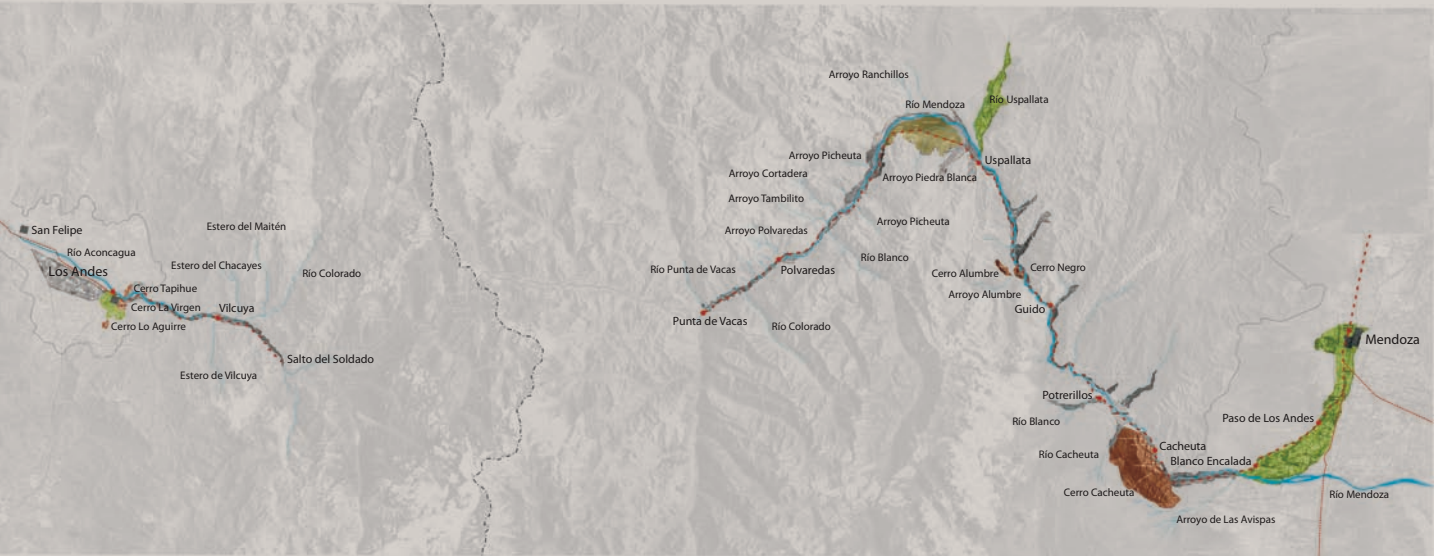 San Felipe
Río Aconcagua
Los Andes
Cerro Tapihue
Cerro La Virgen
Cerro Lo Aguirre
Estero del Maitén
Estero del Chacayes
Río Colorado
Vilcuya
Salto del Soldado
Estero de Vilcuya
Arroyo Ranchillos
Río Mendoza
Río Uspallata
Arroyo Picheuta
Uspallata
Arroyo Cortadera
Arroyo Piedra Blanca
Arroyo Tambilito
Arroyo Picheuta
Arroyo Polvaredas
Río Blanco
Río Punta de Vacas
Polvaredas
Punta de Vacas
Río Colorado
Cerro Alumbre
Cerro Negro
Arroyo Alumbre
Guido
Mendoza
Potrerillos
Río Blanco
Paso de Los Andes
Cacheuta
Río Cacheuta
Blanco Encalada
Cerro Cacheuta
Río Mendoza
Arroyo de Las Avispas